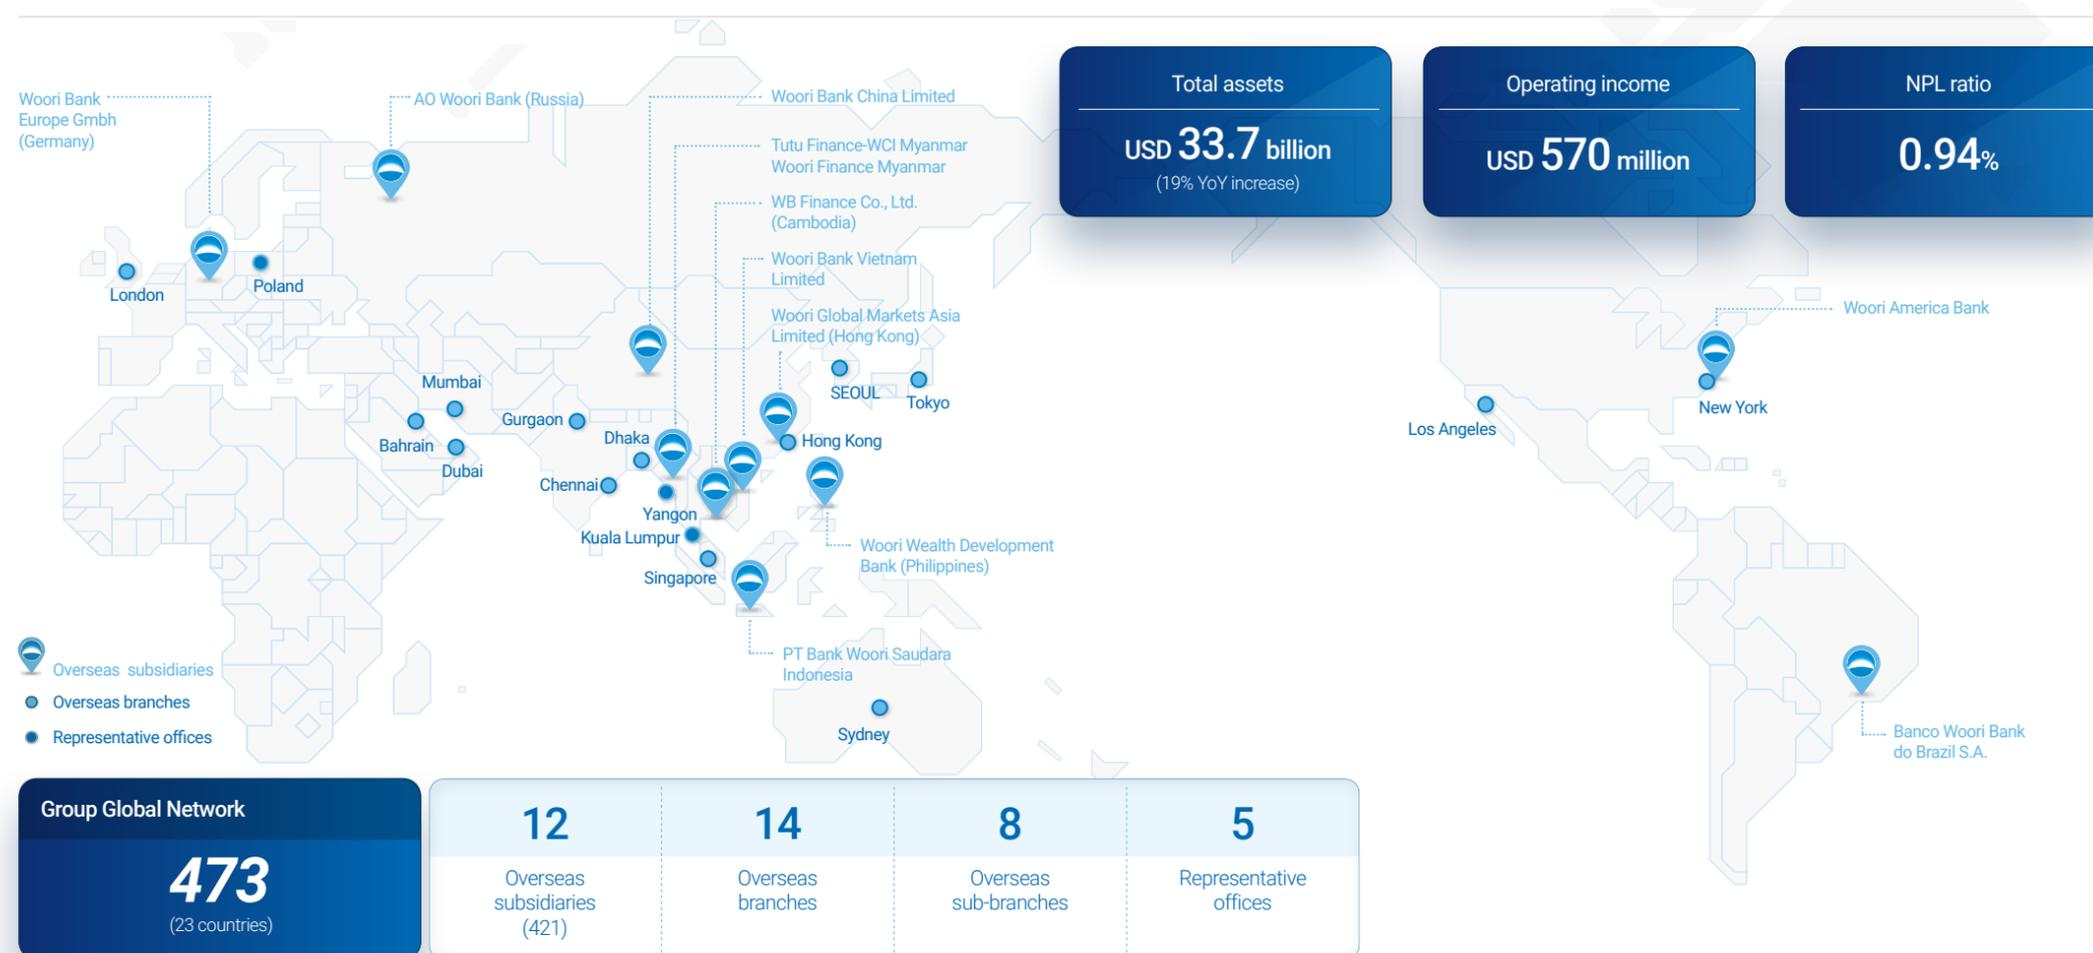 Total assets
USD 33.7 billion
(19% YoY increase)
Operating income
USD 570 million
NPL ratio
0.94%
Woori Bank
Europe Gmbh
(Germany)
AO Woori Bank (Russia)
Woori Bank China Limited
Tutu Finance-WCI Myanmar
Woori Finance Myanmar
WB Finance Co., Ltd.
(Cambodia)
Woori Bank Vietnam
Limited
Woori Global Markets Asia
Limited (Hong Kong)
Woori America Bank
London
Poland
Mumbai
Bahrain
Dubai
Gurgaon
Dhaka
Chennai
Yangon
Kuala Lumpur
Singapore
SEOUL
Tokyo
Hong Kong
Los Angeles
New York
Woori Wealth Development
Bank (Philippines)
PT Bank Woori Saudara
Indonesia
Sydney
Banco Woori Bank
do Brazil S.A.
Overseas subsidiaries
Overseas branches
Representative offices
Group Global Network
473
(23 countries)
12
Overseas
subsidiaries
(421)
14
Overseas
branches
8
Overseas
sub-branches
5
Representative
offices